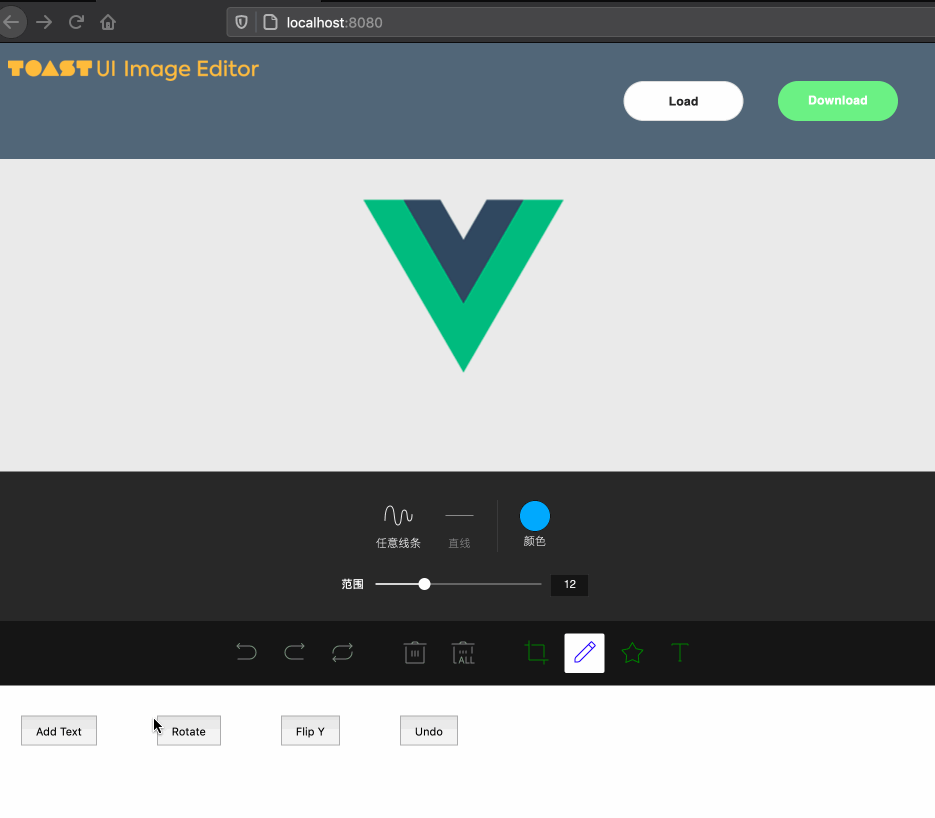 localhost:8080
TOAST UI Image Editor
Load
Download
任意线条
直线
颜色
范围
12
ALL
Add Text
Rotate
Flip Y
Undo